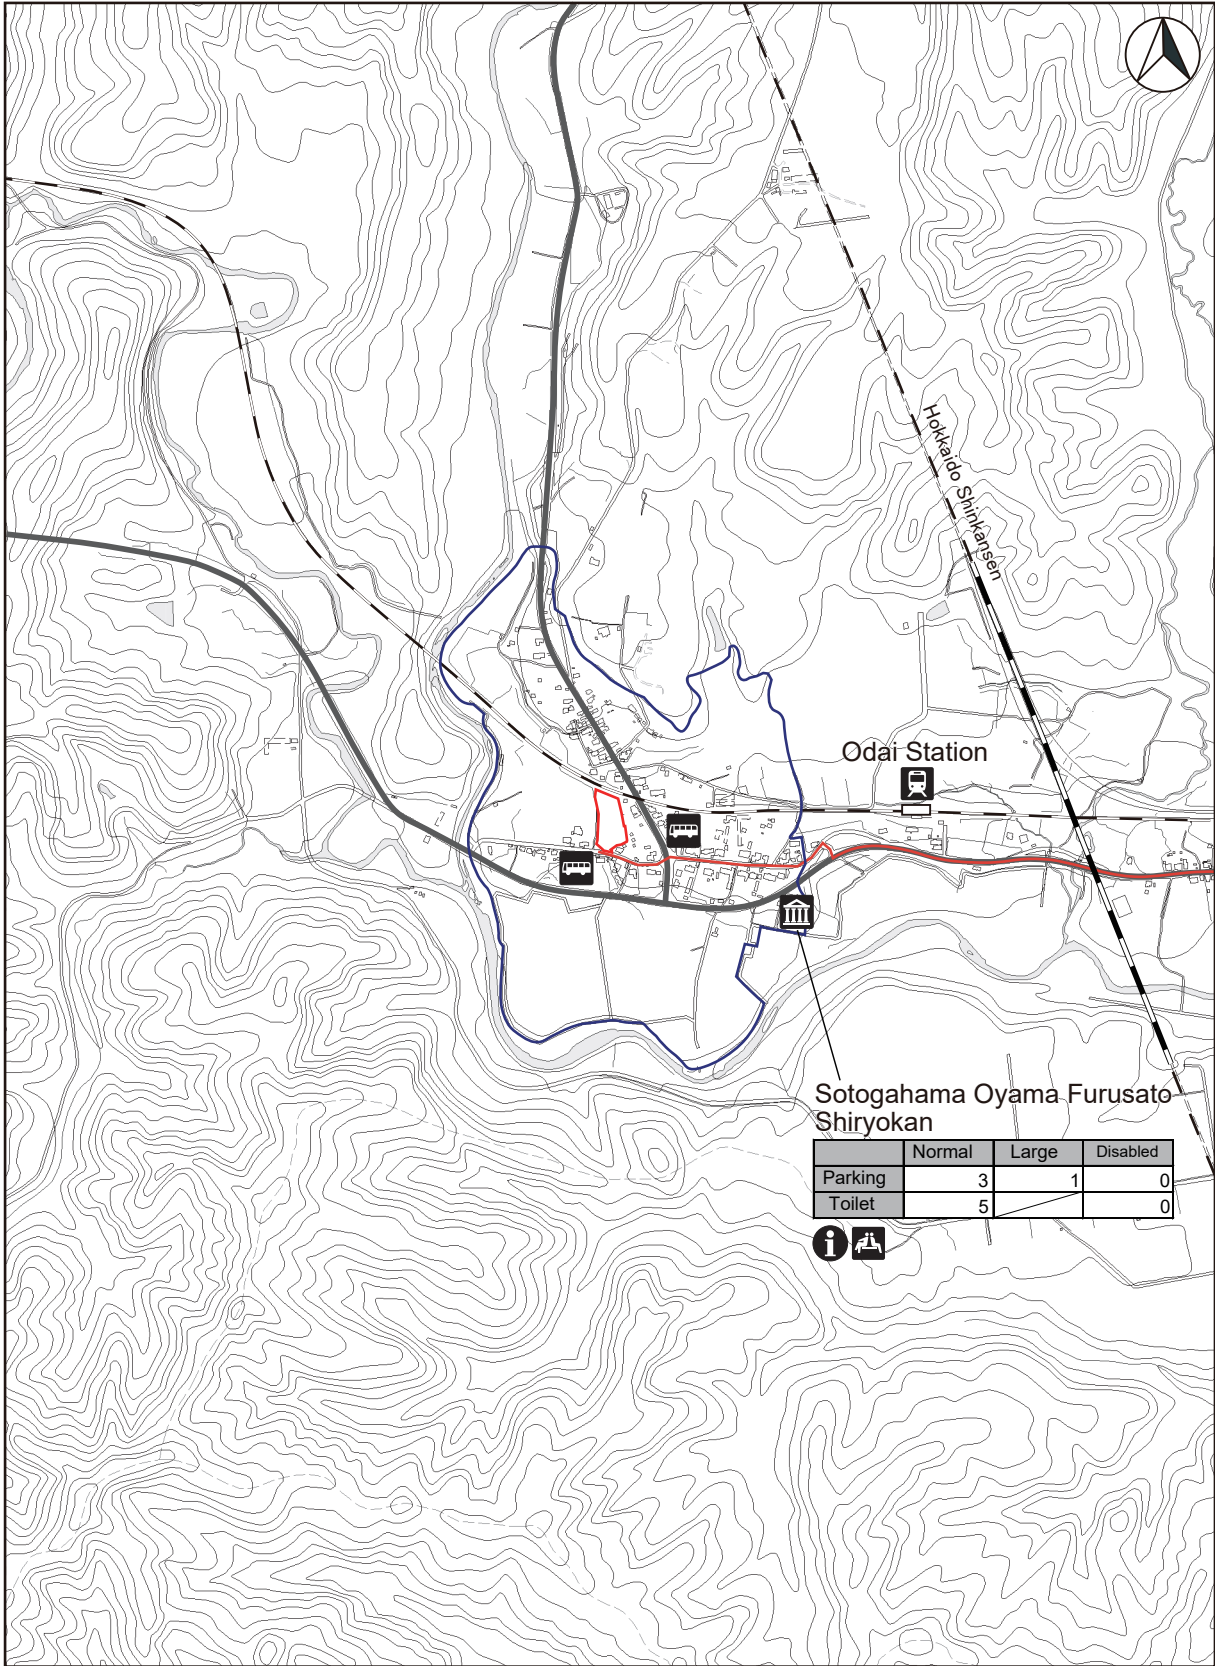 Hokkaido Shinkansen
Odai Station
Sotogahama Oyama Furusato
Shiryokan
Normal Large Disabled
Parking 3 1 0
Toilet 5 0
i